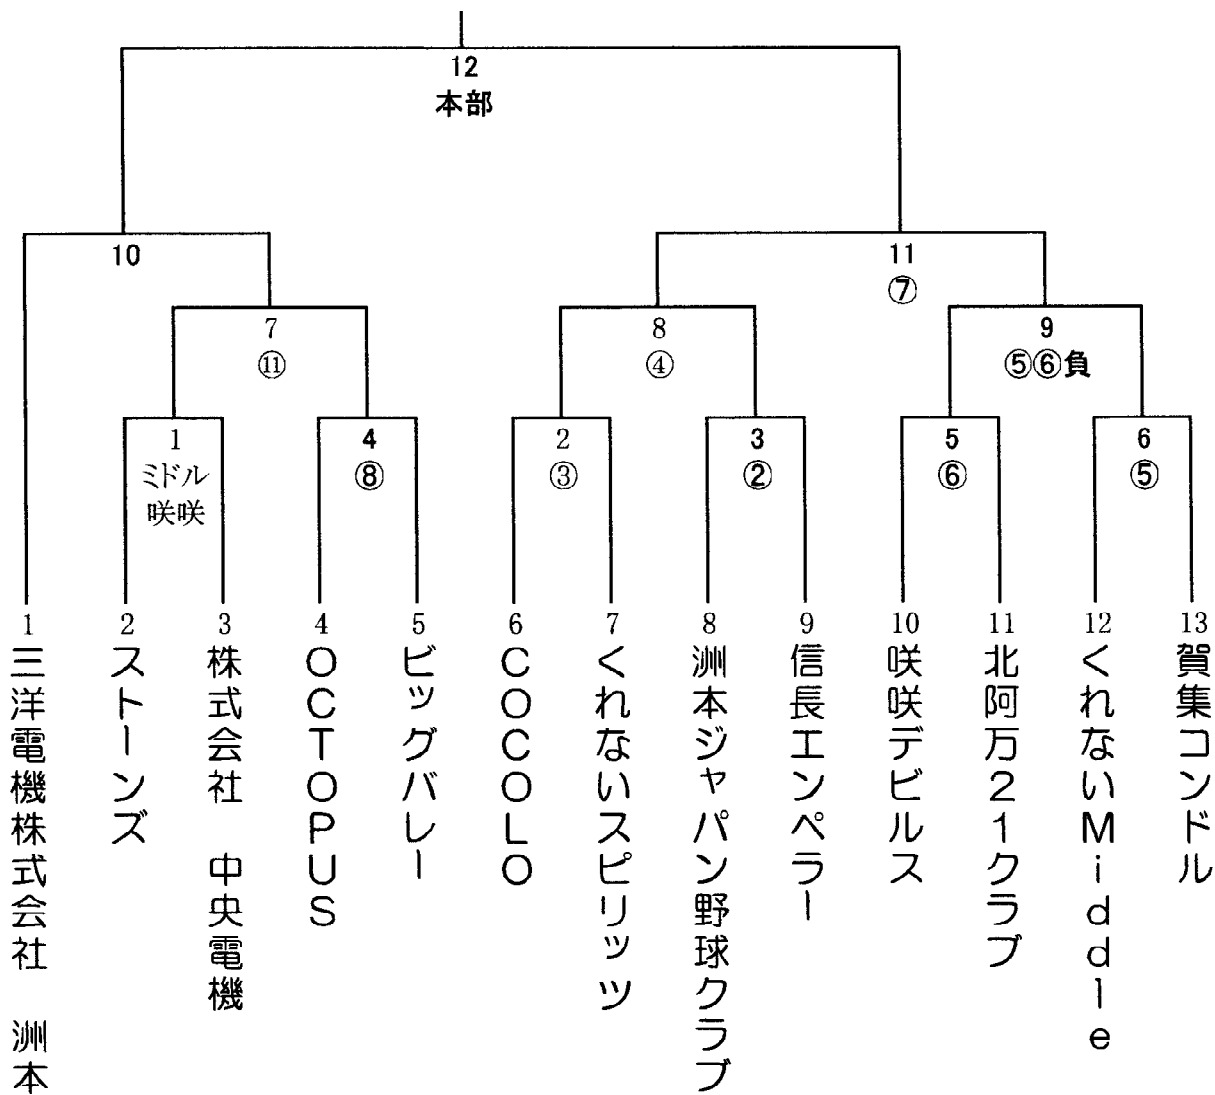 12
本部
10
11
⑦
7
⑪
8
④
9
⑤⑥負
1
ミドル
咲咲
4
⑧
2
③
3
②
5
⑥
6
⑤
1
三洋電機株式会社 洲本
2
ストーンズ
3
株式会社 中央電機
4
OCTOPUS
5
ビッグバレー
6
COCOLO
7
くれないスピリッツ
8
洲本ジャパン野球クラブ
9
信長エンペラー
10
咲咲デビルス
11
北阿万21クラブ
12
くれないMiddle
13
賀集コンドル